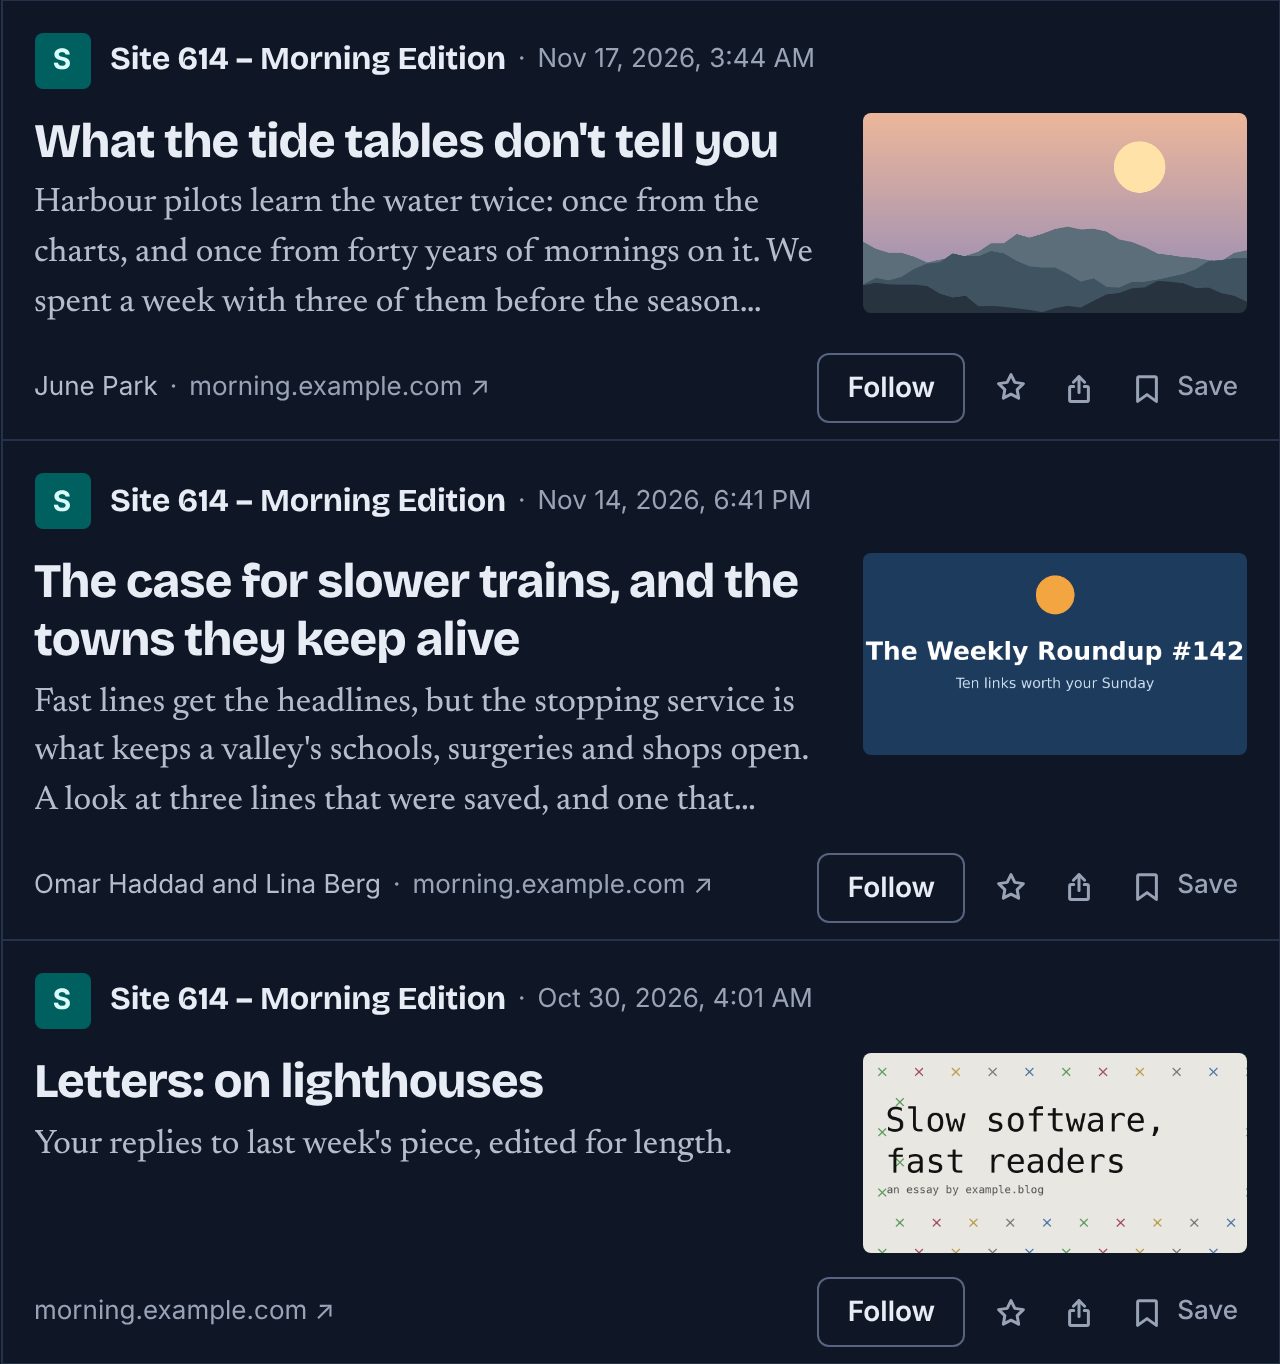 S Site 614 – Morning Edition · Nov 17, 2026, 3:44 AM
What the tide tables don't tell you
Harbour pilots learn the water twice: once from the
charts, and once from forty years of mornings on it. We
spent a week with three of them before the season...
June Park · morning.example.com ↗ Follow Save
S Site 614 – Morning Edition · Nov 14, 2026, 6:41 PM
The case for slower trains, and the
towns they keep alive
Fast lines get the headlines, but the stopping service is
what keeps a valley's schools, surgeries and shops open.
A look at three lines that were saved, and one that...
The Weekly Roundup #142
Ten links worth your Sunday
Omar Haddad and Lina Berg · morning.example.com ↗ Follow Save
S Site 614 – Morning Edition · Oct 30, 2026, 4:01 AM
Letters: on lighthouses
Your replies to last week's piece, edited for length.
Slow software,
fast readers
an essay by example.blog
morning.example.com ↗ Follow Save